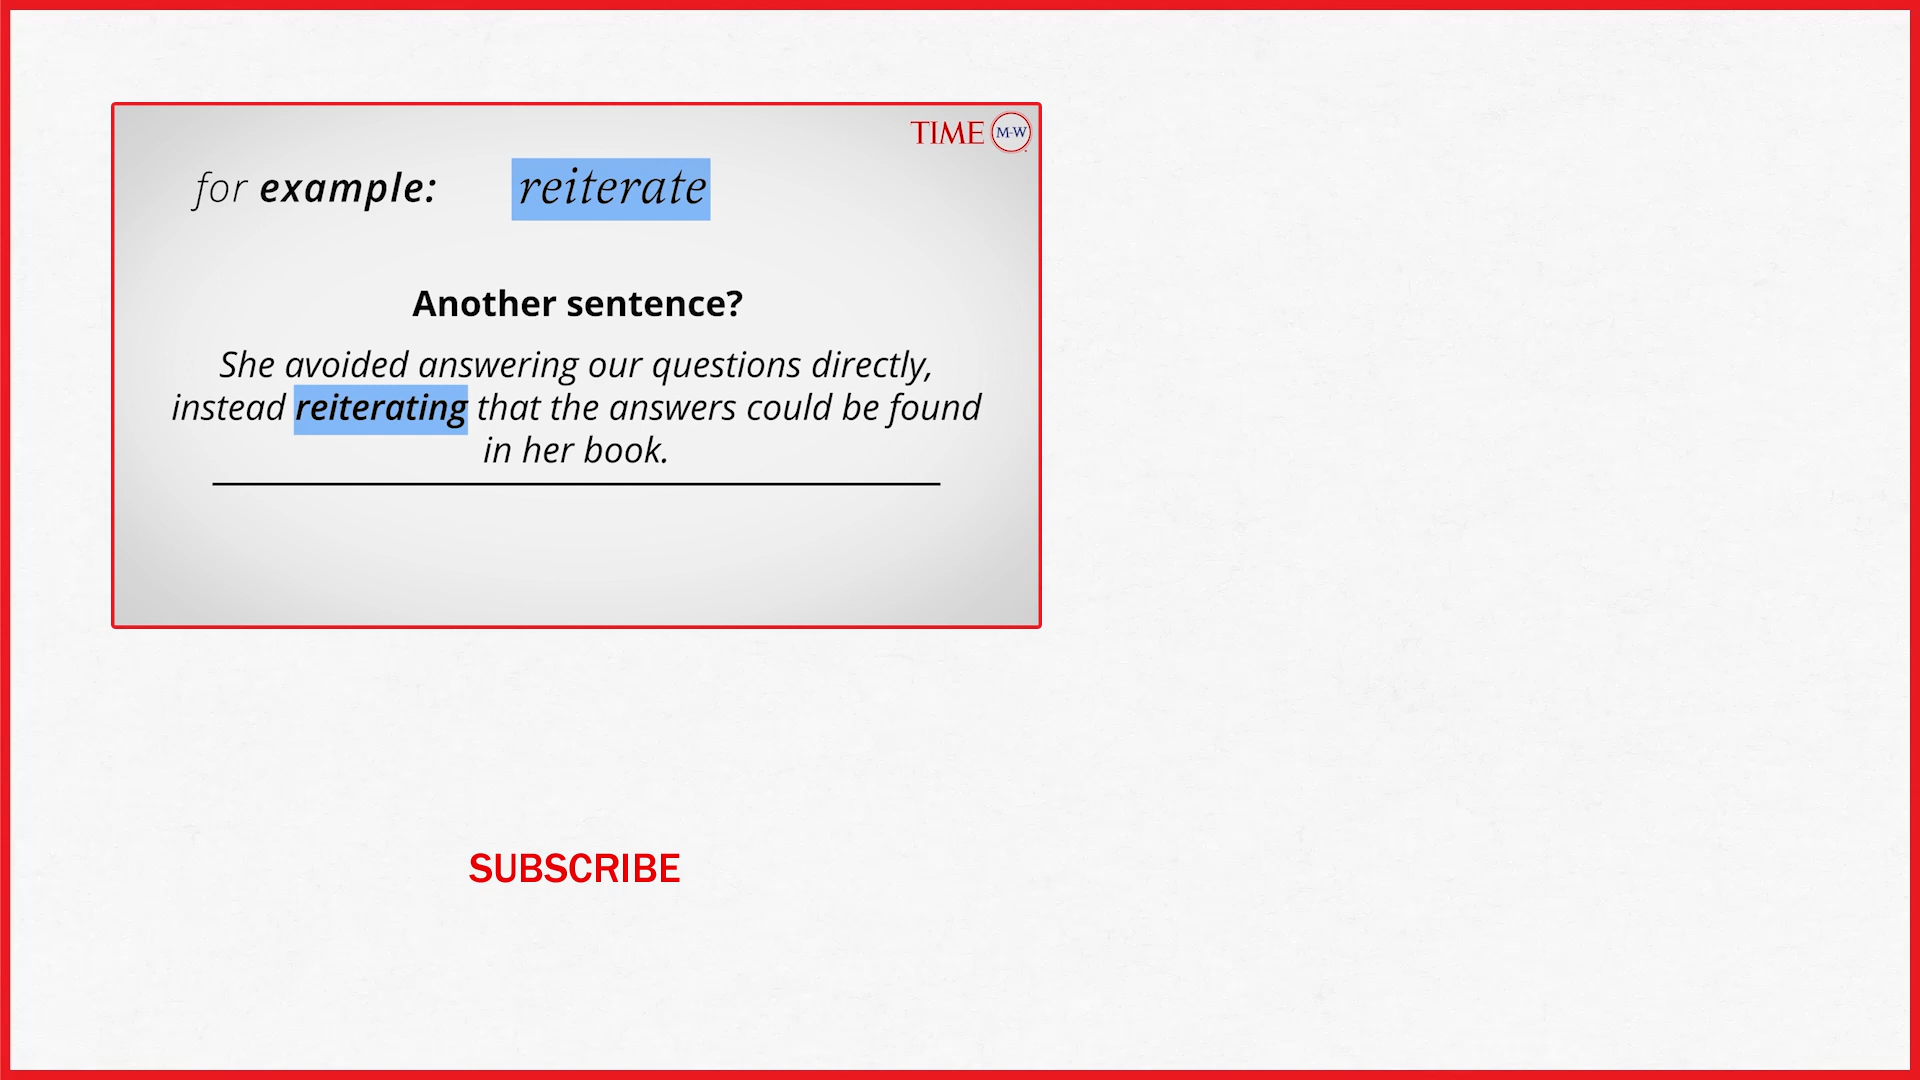 TIME M-W
for example: reiterate
Another sentence?
She avoided answering our questions directly,
instead reiterating that the answers could be found
in her book.
SUBSCRIBE